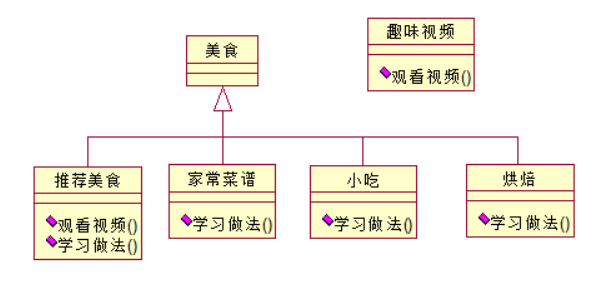 美食
趣味视频
观看视频()
推荐美食
观看视频()
学习做法()
家常菜谱
学习做法()
小吃
学习做法()
烘焙
学习做法()